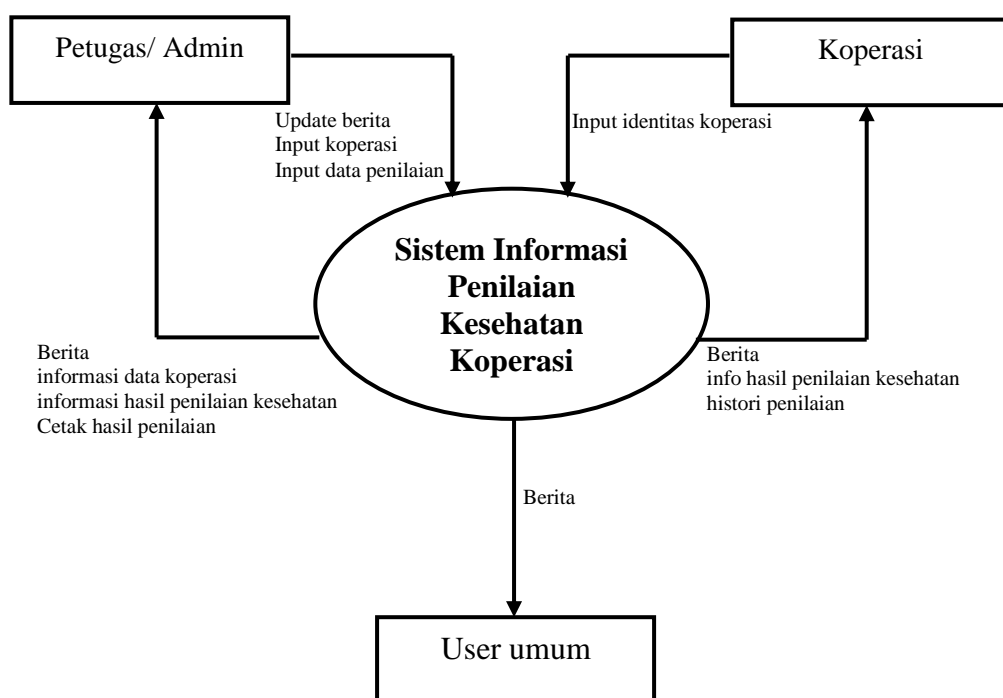 Petugas/ Admin
Koperasi
Update berita
Input koperasi
Input data penilaian
Input identitas koperasi
Sistem Informasi
Penilaian
Kesehatan
Koperasi
Berita
informasi data koperasi
informasi hasil penilaian kesehatan
Cetak hasil penilaian
Berita
info hasil penilaian kesehatan
histori penilaian
Berita
User umum